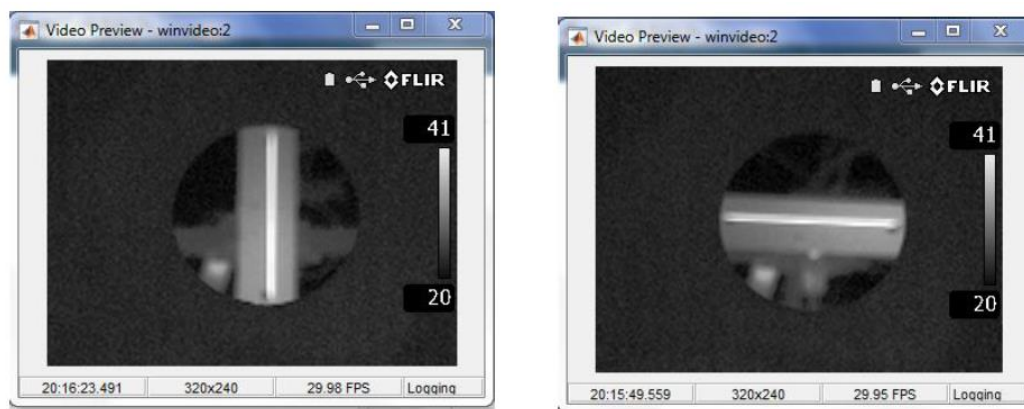 Video Preview - winvideo:2
FLIR
41
20
20:16:23.491 320x240 29.98 FPS Logging
Video Preview - winvideo:2
FLIR
41
20
20:15:49.559 320x240 29.95 FPS Logging